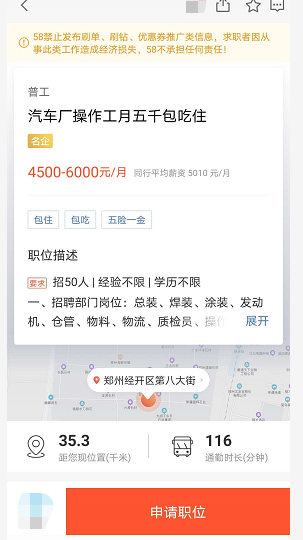 58禁止发布刷单、刷钻、优惠券推广类信息，求职者因从
事此类工作造成经济损失，58不承担任何责任！
普工
汽车厂操作工月五千包吃住
名企
4500-6000元/月 同行平均薪资 5010 元/月
包住 包吃 五险一金
职位描述
要求 招50人 | 经验不限 | 学历不限
一、招聘部门岗位：总装、焊装、涂装、发动
机、仓管、物料、物流、质检员、操 展开
郑州经开区第八大街
35.3
距您现位置(千米)
116
通勤时长(分钟)
申请职位